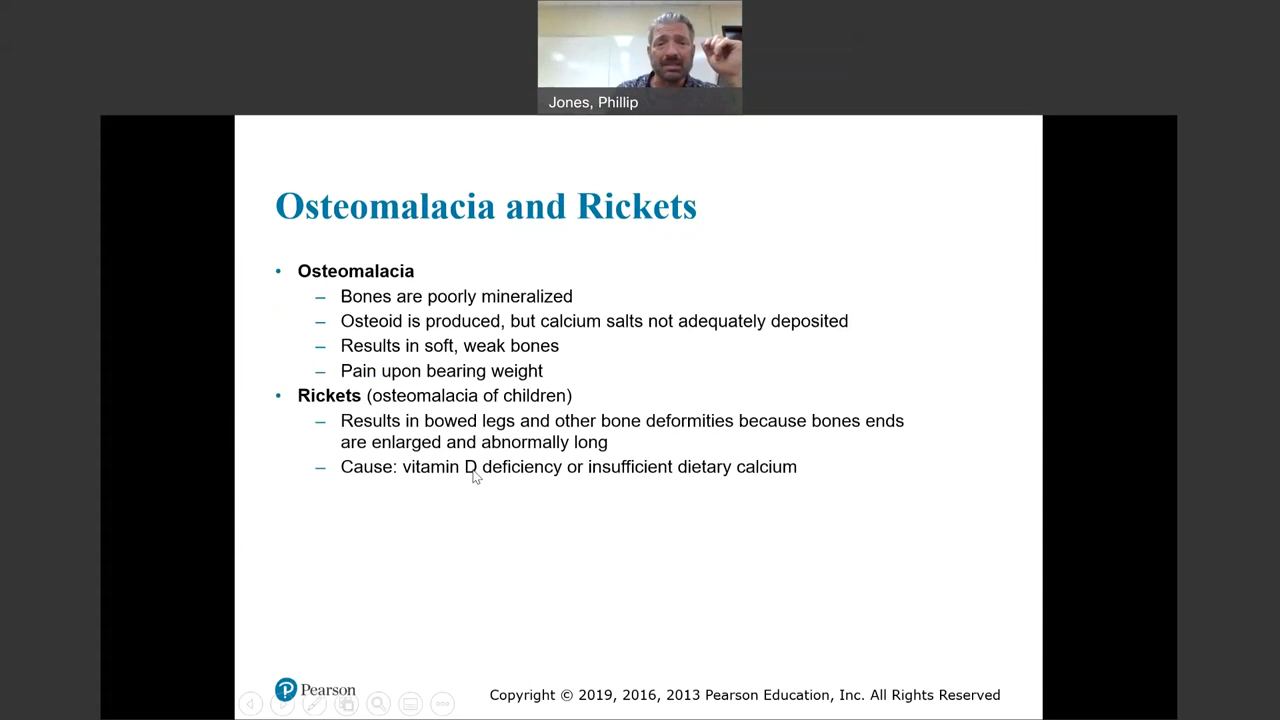 Jones, Phillip
Osteomalacia and Rickets
• Osteomalacia
– Bones are poorly mineralized
– Osteoid is produced, but calcium salts not adequately deposited
– Results in soft, weak bones
– Pain upon bearing weight
• Rickets (osteomalacia of children)
– Results in bowed legs and other bone deformities because bones ends
are enlarged and abnormally long
– Cause: vitamin D deficiency or insufficient dietary calcium
P Pearson
Copyright © 2019, 2016, 2013 Pearson Education, Inc. All Rights Reserved